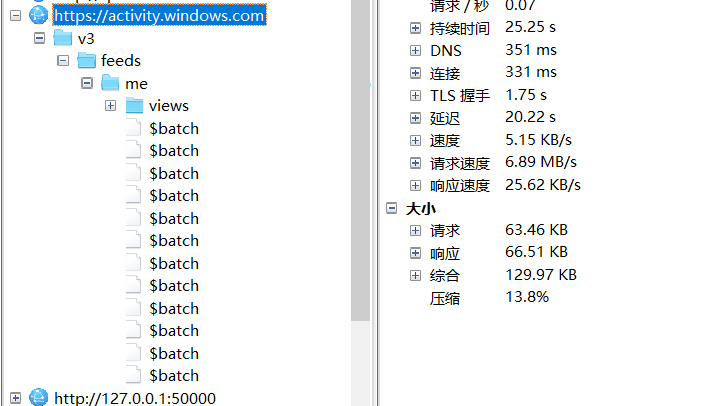 https://activity.windows.com
v3
feeds
me
views
$batch
$batch
$batch
$batch
$batch
$batch
$batch
$batch
$batch
$batch
$batch
$batch
http://127.0.0.1:50000
请求 / 秒 0.07
持续时间 25.25 s
DNS 351 ms
连接 331 ms
TLS 握手 1.75 s
延迟 20.22 s
速度 5.15 KB/s
请求速度 6.89 MB/s
响应速度 25.62 KB/s
大小
请求 63.46 KB
响应 66.51 KB
综合 129.97 KB
压缩 13.8%